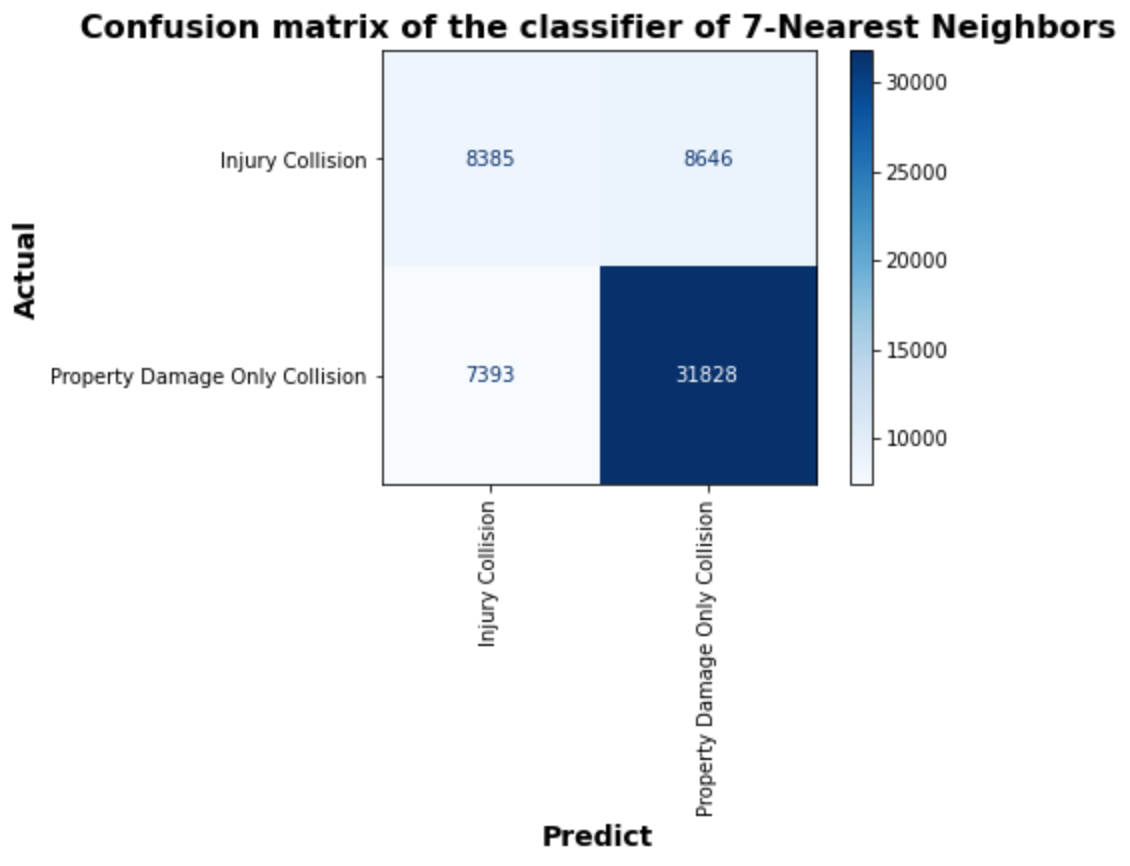 Confusion matrix of the classifier of 7-Nearest Neighbors
30000
Injury Collision
8385
8646
25000
Actual
20000
15000
Property Damage Only Collision
7393
31828
10000
Injury Collision
Property Damage Only Collision
Predict